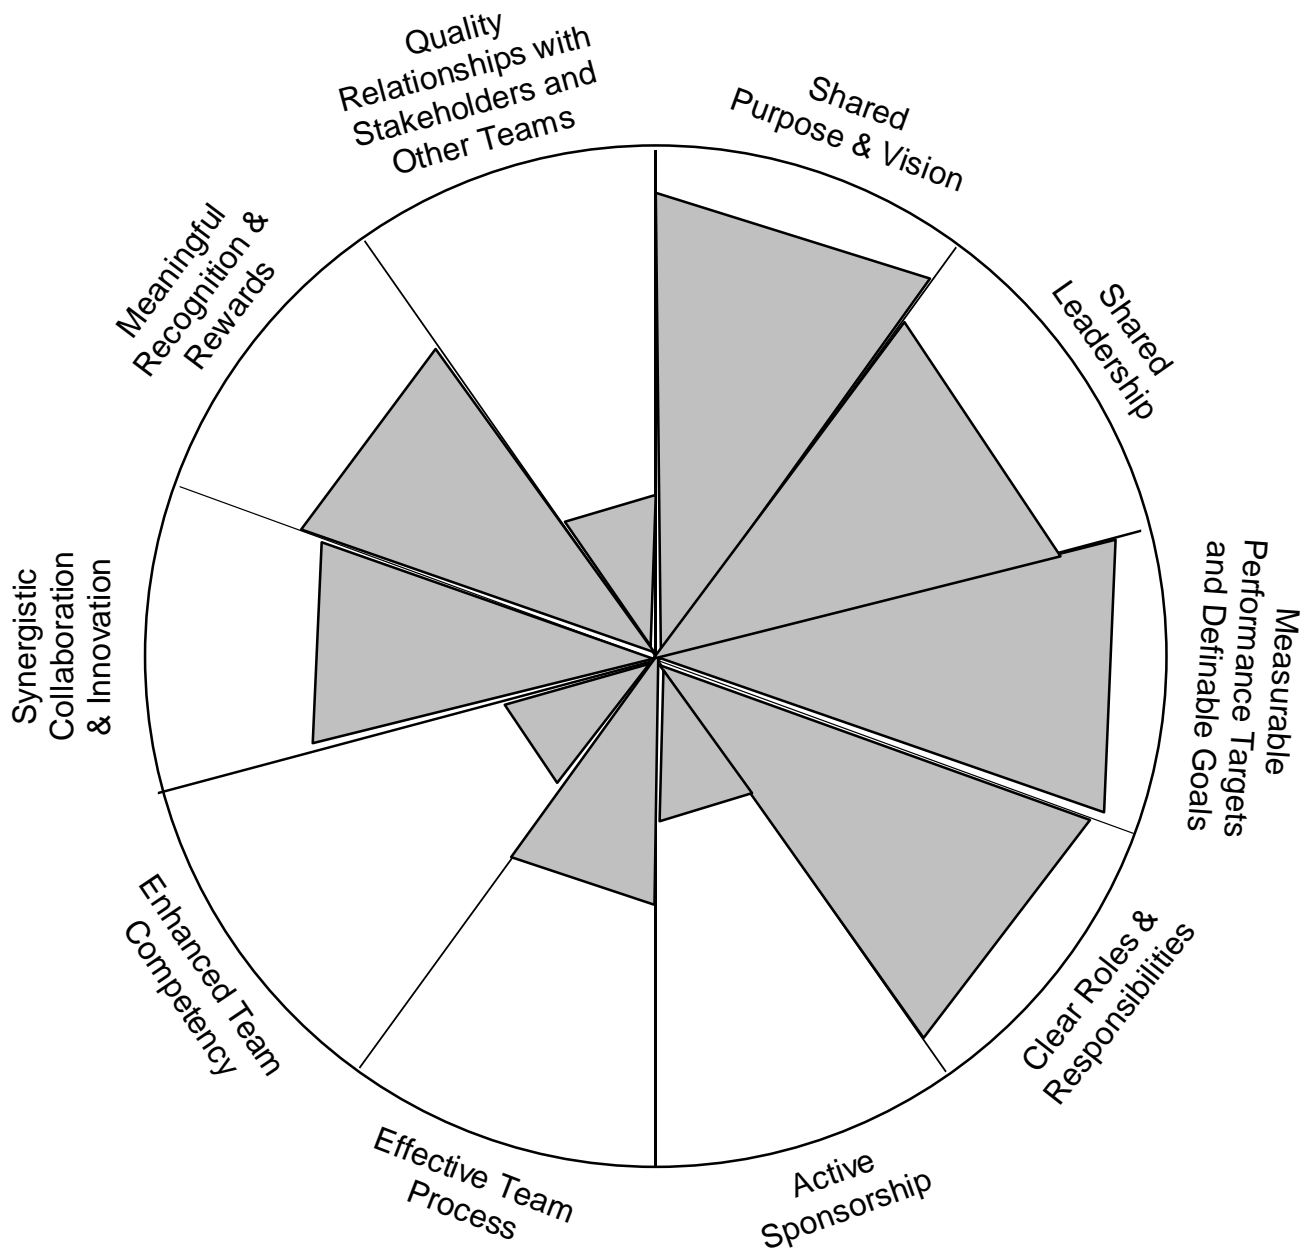 Quality
Relationships with
Stakeholders and
Other Teams
Shared
Purpose & Vision
Shared
Leadership
Measurable
Performance Targets
and Definable Goals
Clear Roles &
Responsibilities
Active
Sponsorship
Effective Team
Process
Enhanced Team
Competency
Synergistic
Collaboration
& Innovation
Meaningful
Recognition &
Rewards